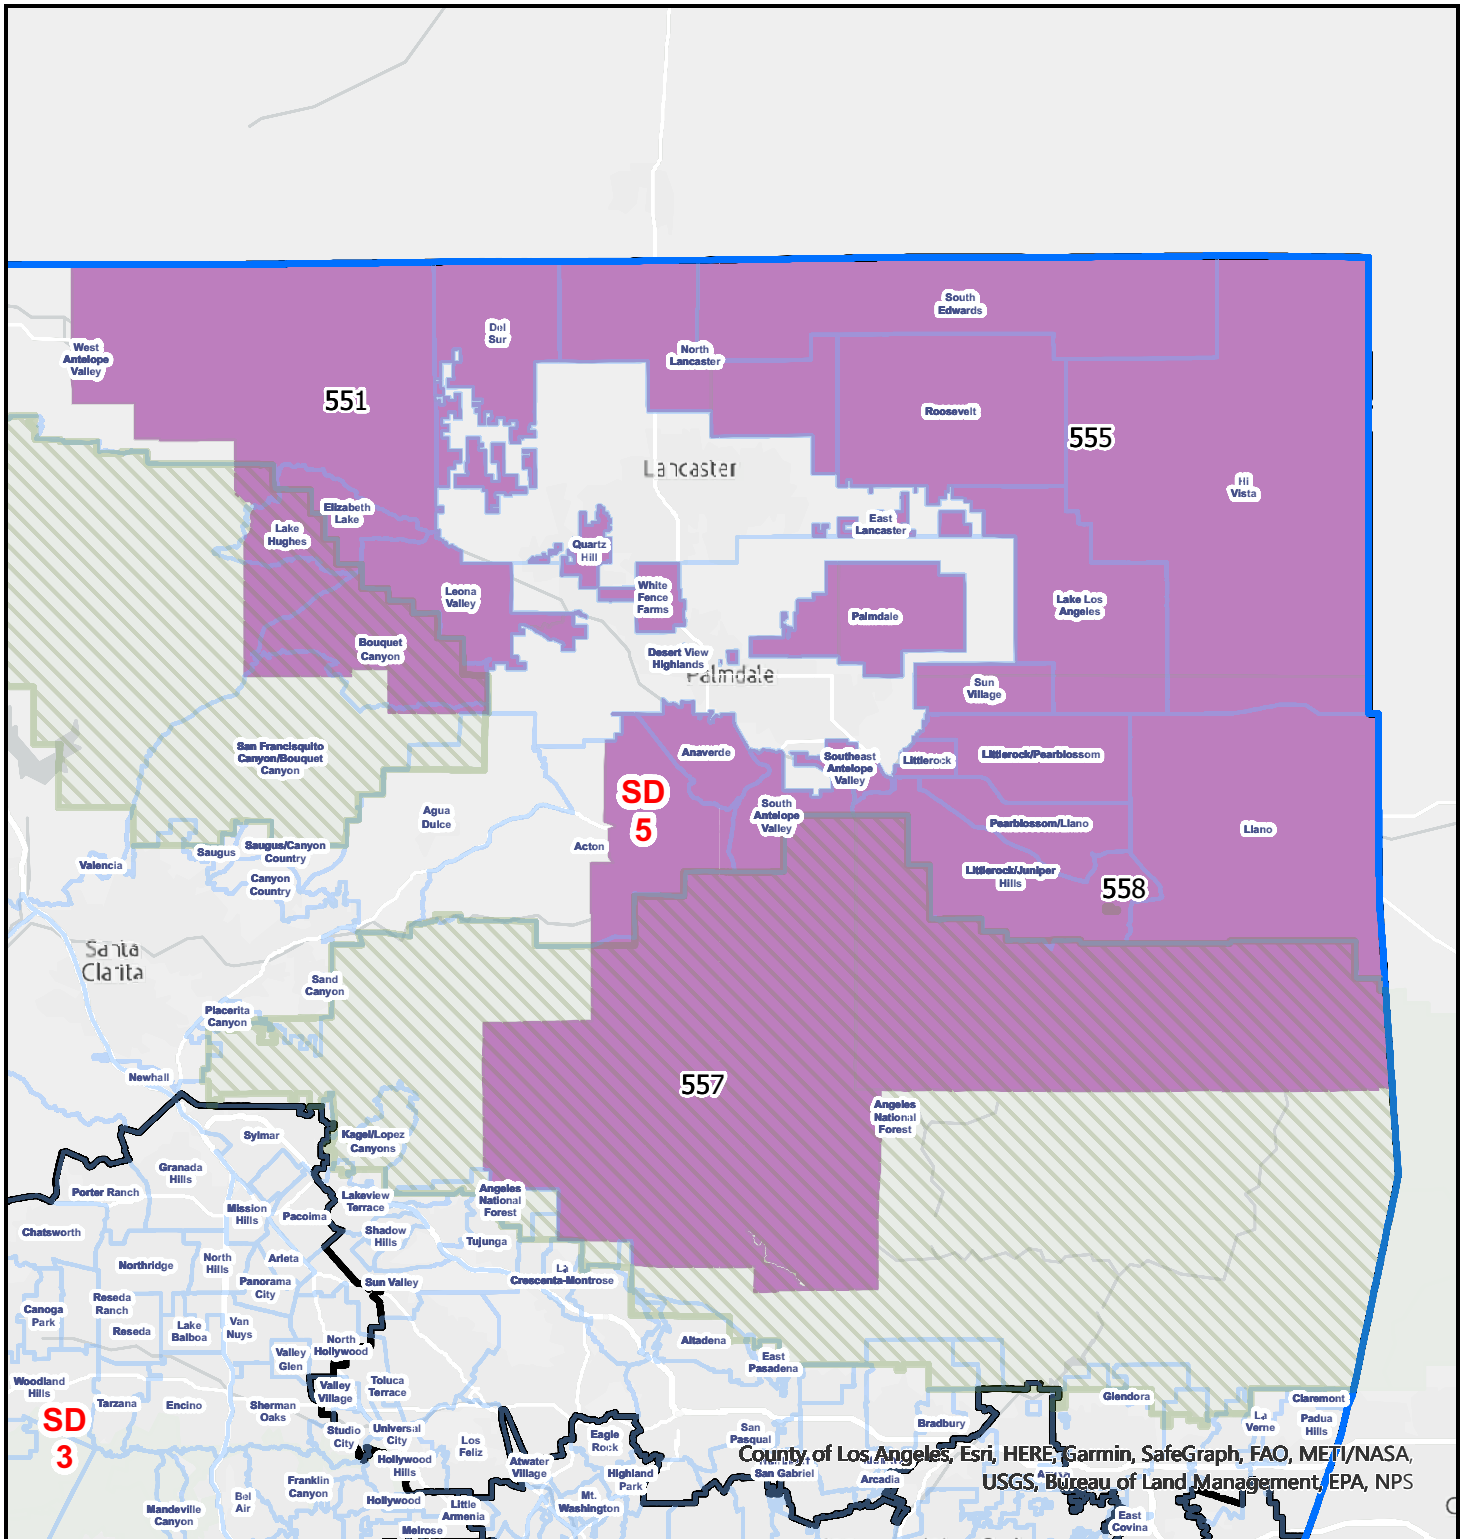 South
Edwards
Del
Sur
West
Antelope
Valley
North
Lancaster
551
Roosevelt
555
Lancaster
Hi
Vista
Elizabeth
Lake
Lake
Hughes
East
Lancaster
Quartz
Hill
Leona
Valley
White
Fence
Farms
Lake Los
Angeles
Palmdale
Bouquet
Canyon
Desert View
Highlands
Palmdale
Sun
Village
San Francisquito
Canyon/Bouquet
Canyon
Anaverde
Southeast
Antelope
Valley
Littlerock
Littlerock/Pearblossom
SD
5
South
Antelope
Valley
Agua
Dulce
Pearblossom/Llano
Llano
Acton
Saugus
Saugus/Canyon
Country
Valencia
Canyon
Country
Littlerock/Juniper
Hills
558
Santa
Clarita
Sand
Canyon
Placerita
Canyon
Newhall
557
Angeles
National
Forest
Sylmar
Kagel/Lopez
Canyons
Granada
Hills
Porter Ranch
Mission
Hills
Pacoima
Lakeview
Terrace
Angeles
National
Forest
Chatsworth
Shadow
Hills
Tujunga
Northridge
North
Hills
Arleta
Panorama
City
Sun Valley
La
Crescenta-Montrose
Canoga
Park
Reseda
Ranch
Reseda
Lake
Balboa
Van
Nuys
North
Hollywood
Altadena
Valley
Glen
East
Pasadena
Woodland
Hills
Tarzana
Encino
Sherman
Oaks
Valley
Village
Toluca
Terrace
Glendora
Claremont
SD
3
Studio
City
Universal
City
Los
Feliz
Eagle
Rock
San
Pasqual
Bradbury
La
Verne
Padua
Hills
County of Los Angeles, Esri, HERE, Garmin, SafeGraph, FAO, METI/NASA,
USGS, Bureau of Land Management, EPA, NPS
Hollywood
Hills
Atwater
Village
Highland
Park
San Gabriel
Arcadia
Franklin
Canyon
Bel
Air
Mandeville
Canyon
Hollywood
Little
Armenia
Mt.
Washington
Melrose
East
Covina